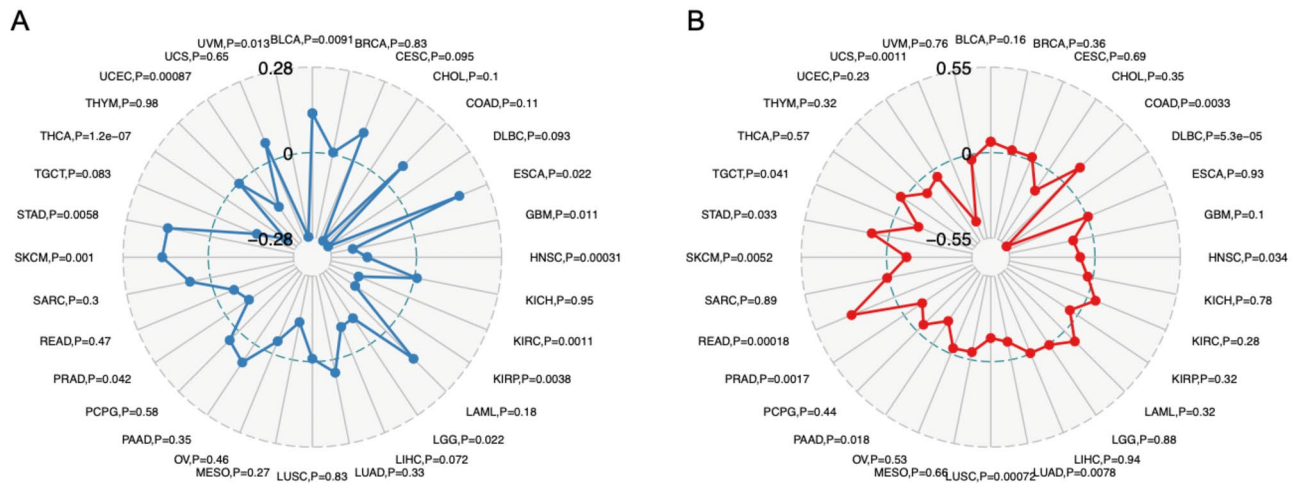 A
UVM,P=0.013
BLCA,P=0.0091
BRCA,P=0.83
UCS,P=0.65
0.28
CESC,P=0.095
UCEC,P=0.00087
CHOL,P=0.1
THYM,P=0.98
COAD,P=0.11
THCA,P=1.2e−07
0
DLBC,P=0.093
TGCT,P=0.083
ESCA,P=0.022
STAD,P=0.0058
GBM,P=0.011
−0.28
SKCM,P=0.001
HNSC,P=0.00031
SARC,P=0.3
KICH,P=0.95
READ,P=0.47
KIRC,P=0.0011
PRAD,P=0.042
KIRP,P=0.0038
PCPG,P=0.58
LAML,P=0.18
PAAD,P=0.35
LGG,P=0.022
OV,P=0.46
LIHC,P=0.072
MESO,P=0.27
LUSC,P=0.83
LUAD,P=0.33
B
UVM,P=0.76
BLCA,P=0.16
BRCA,P=0.36
UCS,P=0.0011
0.55
CESC,P=0.69
UCEC,P=0.23
CHOL,P=0.35
THYM,P=0.32
COAD,P=0.0033
THCA,P=0.57
0
DLBC,P=5.3e−05
TGCT,P=0.041
ESCA,P=0.93
STAD,P=0.033
GBM,P=0.1
−0.55
SKCM,P=0.0052
HNSC,P=0.034
SARC,P=0.89
KICH,P=0.78
READ,P=0.00018
KIRC,P=0.28
PRAD,P=0.0017
KIRP,P=0.32
PCPG,P=0.44
LAML,P=0.32
PAAD,P=0.018
LGG,P=0.88
OV,P=0.53
LIHC,P=0.94
MESO,P=0.66
LUSC,P=0.00072
LUAD,P=0.0078